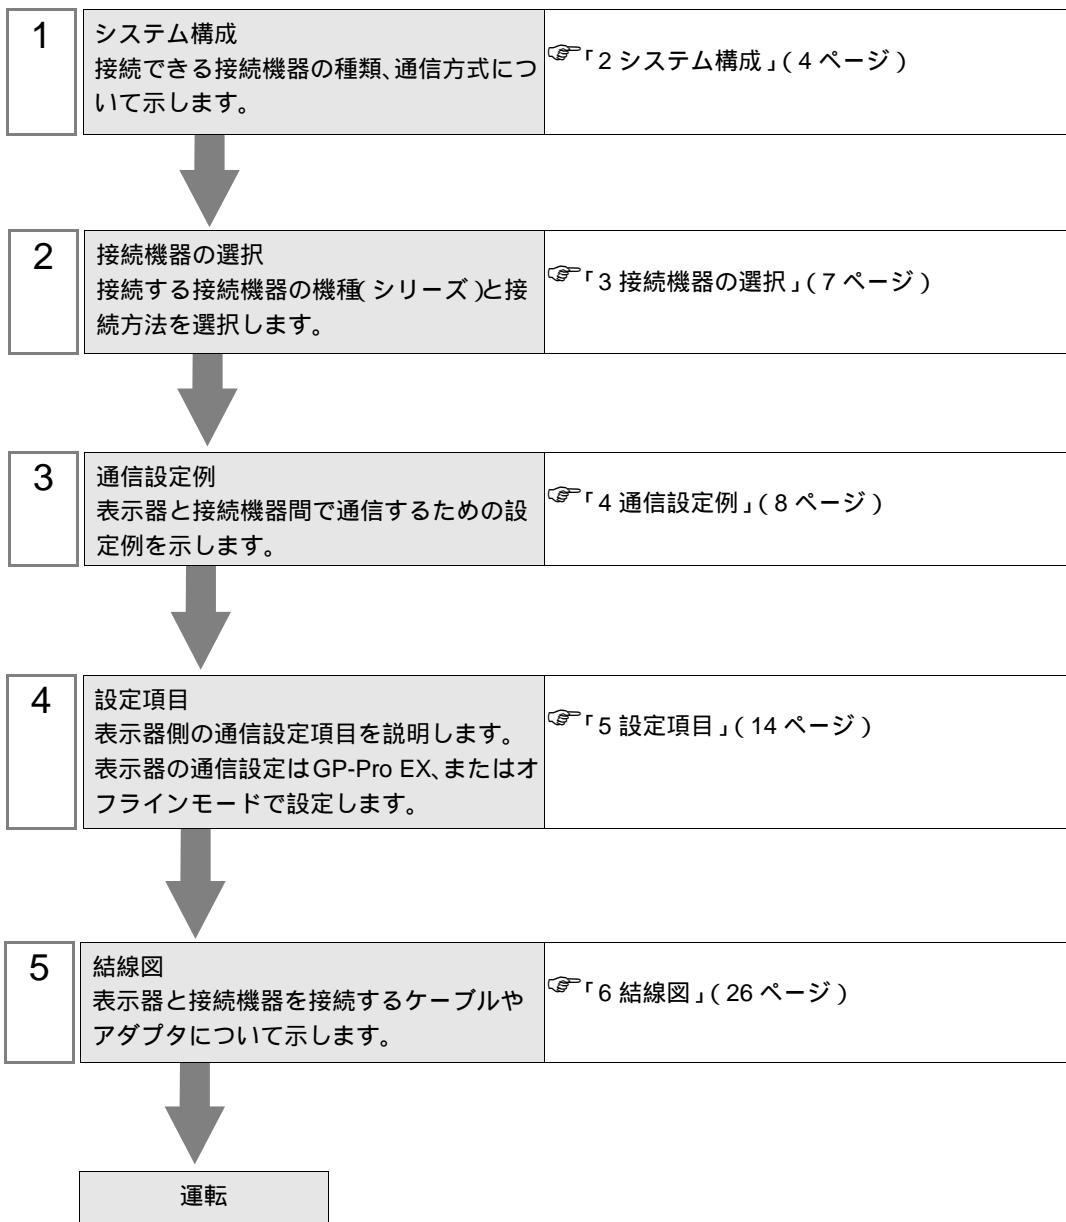 1
システム構成
接続できる接続機器の種類、通信方式につ
いて示します。
☞「2 システム構成」( 4 ページ )
2
接続機器の選択
接続する接続機器の機種( シリーズ )と接
続方法を選択します。
☞「3 接続機器の選択」( 7 ページ )
3
通信設定例
表示器と接続機器間で通信するための設
定例を示します。
☞「4 通信設定例」( 8 ページ )
4
設定項目
表示器側の通信設定項目を説明します。
表示器の通信設定は GP-Pro EX、またはオ
フラインモードで設定します。
☞「5 設定項目」( 14 ページ )
5
結線図
表示器と接続機器を接続するケーブルや
アダプタについて示します。
☞「6 結線図」( 26 ページ )
運転